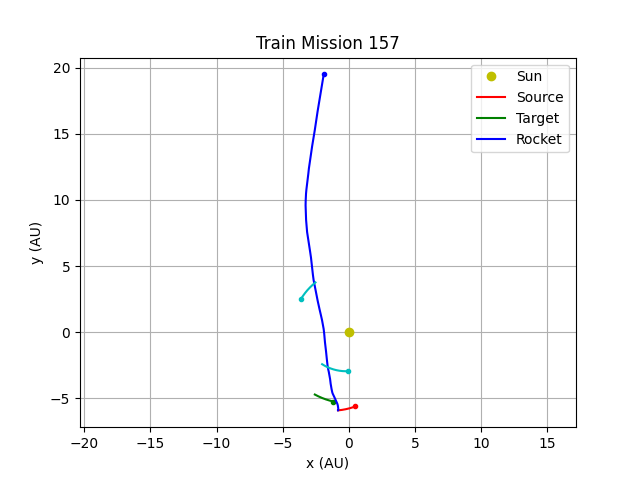 Train Mission 157
Sun
Source
Target
Rocket
20
15
10
5
0
−5
−20
−15
−10
−5
0
5
10
15
y (AU)
x (AU)